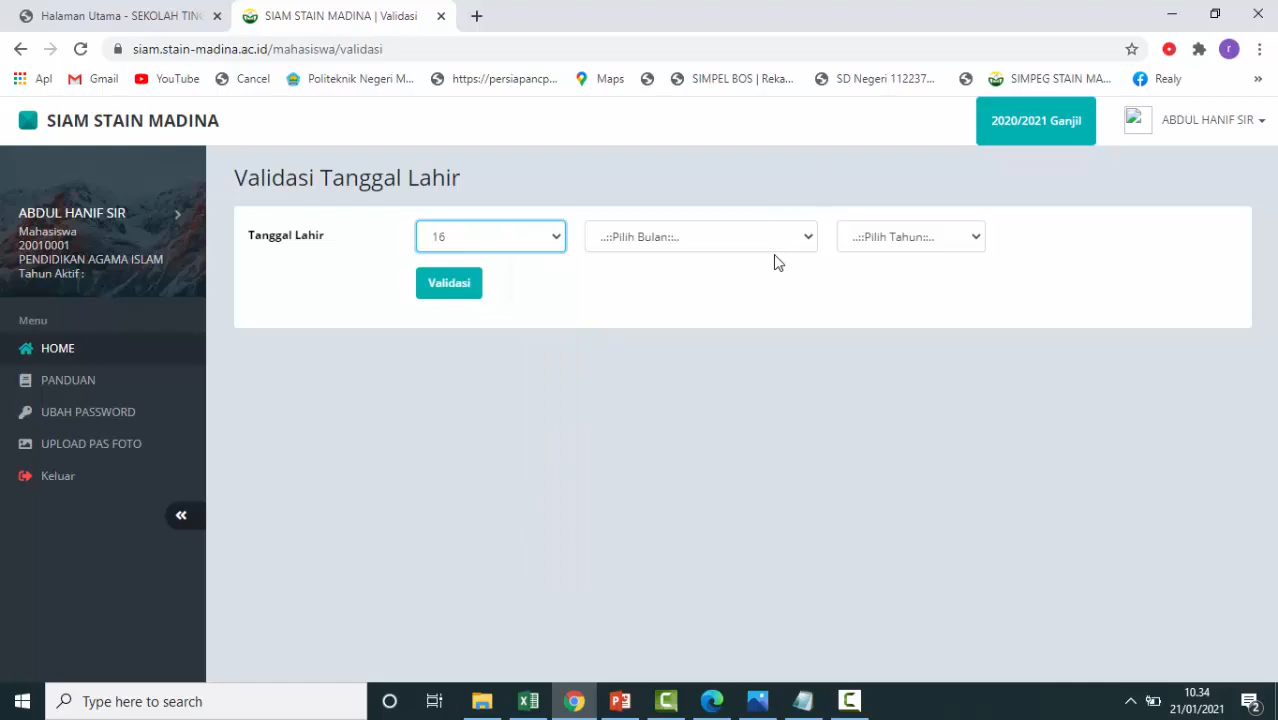 Halaman Utama - SEKOLAH TING
SIAM STAIN MADINA | Validasi
siam.stain-madina.ac.id/mahasiswa/validasi
r
Apl
Gmail
YouTube
Cancel
Politeknik Negeri M...
https://persiapancp...
Maps
SIMPEL BOS | Reka...
SD Negeri 112237...
SIMPEG STAIN MA...
Realy
»
SIAM STAIN MADINA
2020/2021 Ganjil
ABDUL HANIF SIR
ABDUL HANIF SIR
Mahasiswa
20010001
PENDIDIKAN AGAMA ISLAM
Tahun Aktif :
Menu
HOME
PANDUAN
UBAH PASSWORD
UPLOAD PAS FOTO
Keluar
Validasi Tanggal Lahir
Tanggal Lahir
16
..::Pilih Bulan::..
..::Pilih Tahun::..
Validasi
Type here to search
10.34
21/01/2021
2